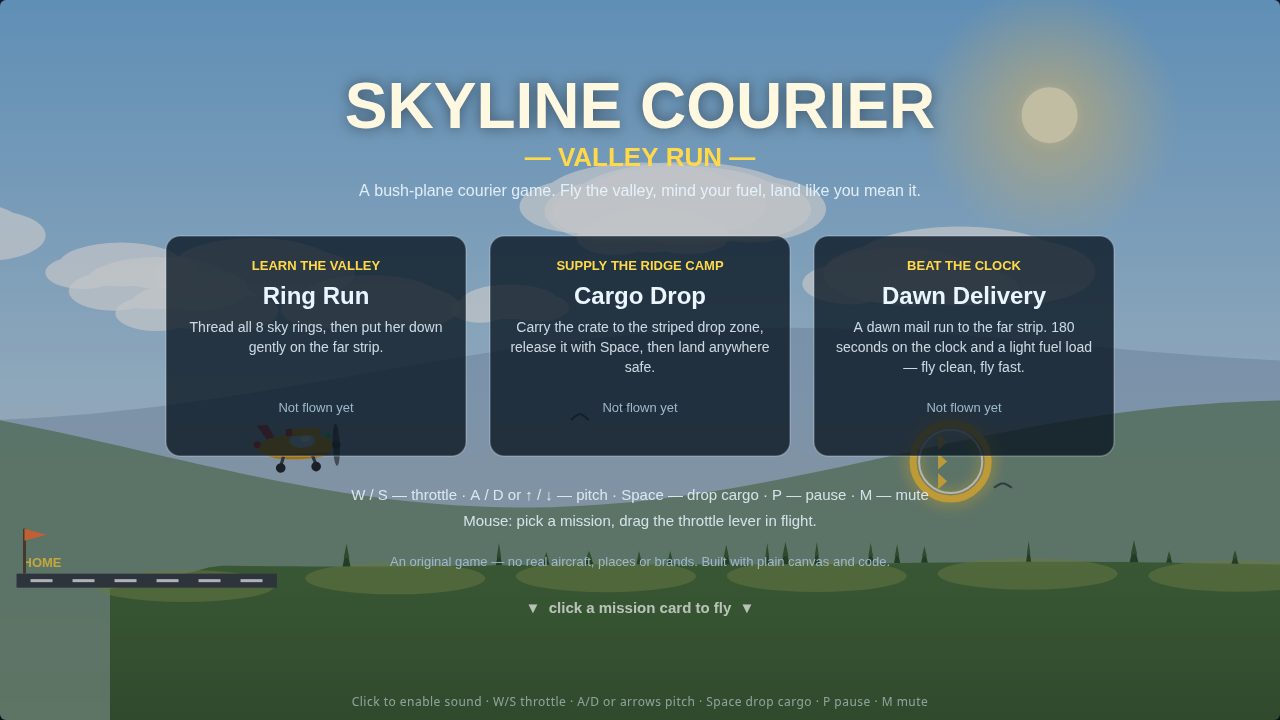 SKYLINE COURIER
— VALLEY RUN —
A bush-plane courier game. Fly the valley, mind your fuel, land like you mean it.
LEARN THE VALLEY
Ring Run
Thread all 8 sky rings, then put her down
gently on the far strip.
Not flown yet
SUPPLY THE RIDGE CAMP
Cargo Drop
Carry the crate to the striped drop zone,
release it with Space, then land anywhere
safe.
Not flown yet
BEAT THE CLOCK
Dawn Delivery
A dawn mail run to the far strip. 180
seconds on the clock and a light fuel load
— fly clean, fly fast.
Not flown yet
W / S — throttle · A / D or ↑ / ↓ — pitch · Space — drop cargo · P — pause · M — mute
Mouse: pick a mission, drag the throttle lever in flight.
HOME
An original game — no real aircraft, places or brands. Built with plain canvas and code.
▼ click a mission card to fly ▼
Click to enable sound · W/S throttle · A/D or arrows pitch · Space drop cargo · P pause · M mute